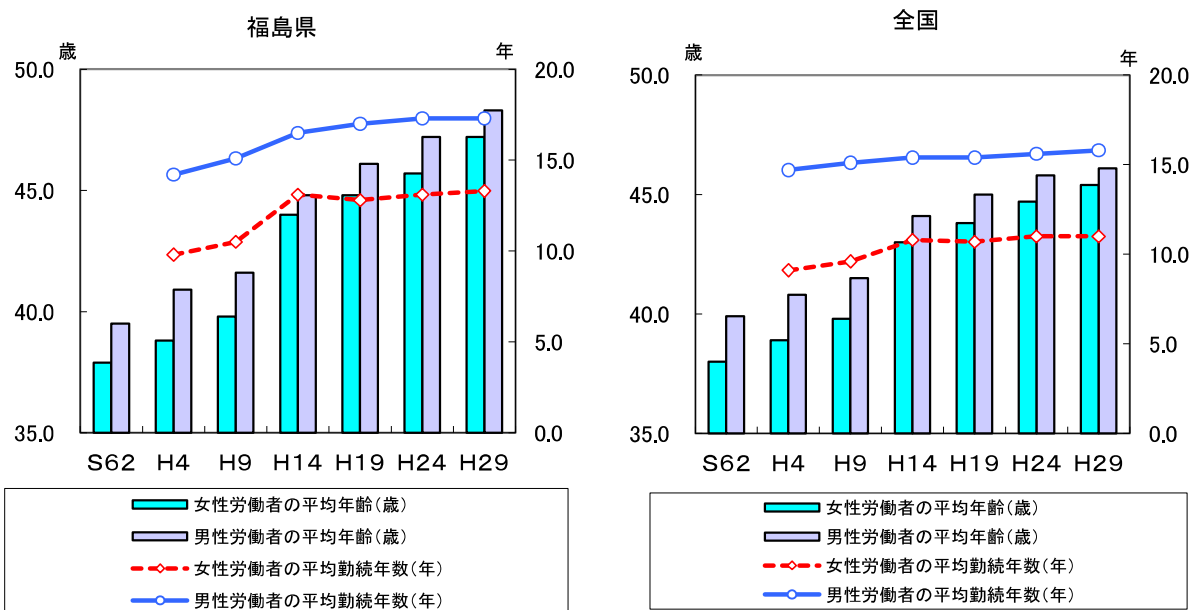 福島県
歳
年
50.0
45.0
40.0
35.0
20.0
15.0
10.0
5.0
0.0
S62 H4 H9 H14 H19 H24 H29
女性労働者の平均年齢(歳)
男性労働者の平均年齢(歳)
女性労働者の平均勤続年数(年)
男性労働者の平均勤続年数(年)
全国
歳
年
50.0
45.0
40.0
35.0
20.0
15.0
10.0
5.0
0.0
S62 H4 H9 H14 H19 H24 H29
女性労働者の平均年齢(歳)
男性労働者の平均年齢(歳)
女性労働者の平均勤続年数(年)
男性労働者の平均勤続年数(年)